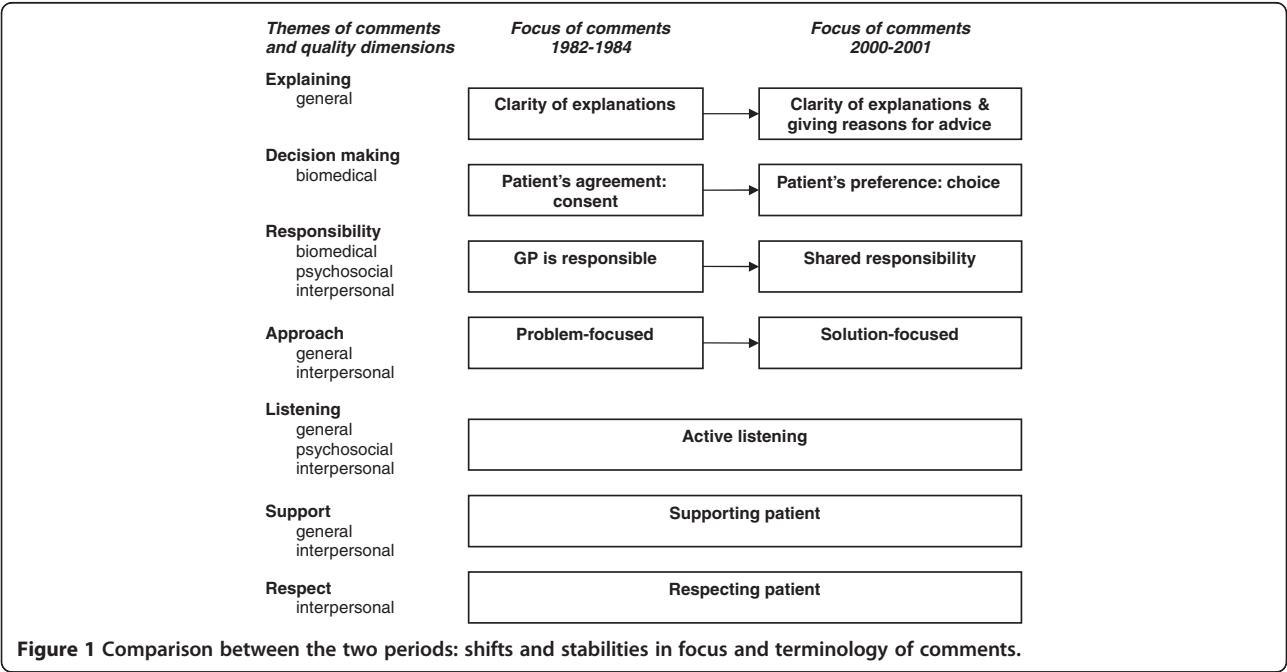 Themes of comments and quality dimensions
Focus of comments 1982-1984
Focus of comments 2000-2001
Explaining
general
Clarity of explanations
Clarity of explanations &
giving reasons for advice
Decision making
biomedical
Patient's agreement:
consent
Patient's preference: choice
Responsibility
biomedical
psychosocial
interpersonal
GP is responsible
Shared responsibility
Approach
general
interpersonal
Problem-focused
Solution-focused
Listening
general
psychosocial
interpersonal
Active listening
Support
general
interpersonal
Supporting patient
Respect
interpersonal
Respecting patient
Figure 1 Comparison between the two periods: shifts and stabilities in focus and terminology of comments.